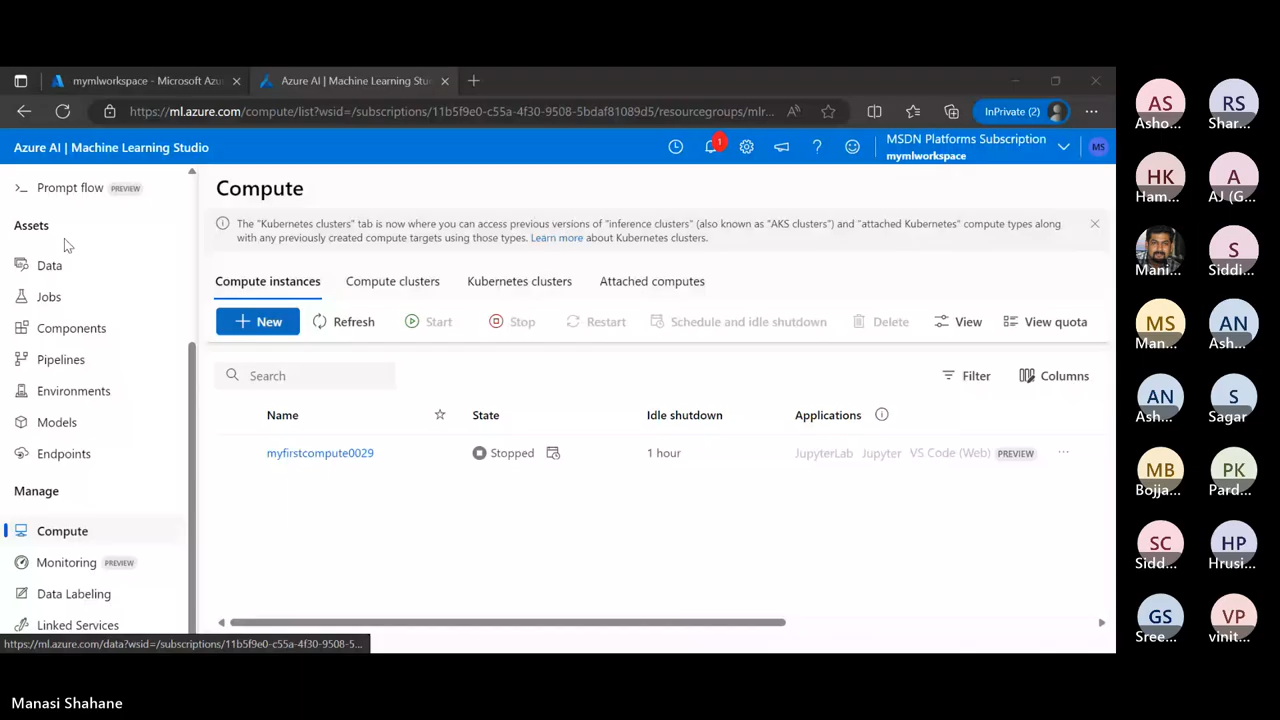 mymlworkspace - Microsoft Azu
Azure AI | Machine Learning Stu
https://ml.azure.com/compute/list?wsid=/subscriptions/11b5f9e0-c55a-4f30-9508-5bdaf81089d5/resourcegroups/mlr...
InPrivate (2)
Azure AI | Machine Learning Studio
1
MSDN Platforms Subscription
mymlworkspace
MS
Prompt flow PREVIEW
Assets
Data
Jobs
Components
Pipelines
Environments
Models
Endpoints
Manage
Compute
Monitoring PREVIEW
Data Labeling
Linked Services
https://ml.azure.com/data?wsid=/subscriptions/11b5f9e0-c55a-4f30-9508-5...
Compute
The "Kubernetes clusters" tab is now where you can access previous versions of "inference clusters" (also known as "AKS clusters") and "attached Kubernetes" compute types along
with any previously created compute targets using those types. Learn more about Kubernetes clusters.
Compute instances Compute clusters Kubernetes clusters Attached computes
New Refresh Start Stop Restart Schedule and idle shutdown Delete View View quota
Search
Filter Columns
Name State Idle shutdown Applications
myfirstcompute0029 Stopped 1 hour JupyterLab Jupyter VS Code (Web) PREVIEW ...
AS RS
Asho... Shar...
HK A
Ham... AJ (G...
S
Mani... Siddi...
MS AN
Man... Ash...
AN S
Ash... Sagar
MB PK
Bojja... Pard...
SC HP
Sidd... Hrusi...
GS VP
Sree... vinit...
Manasi Shahane